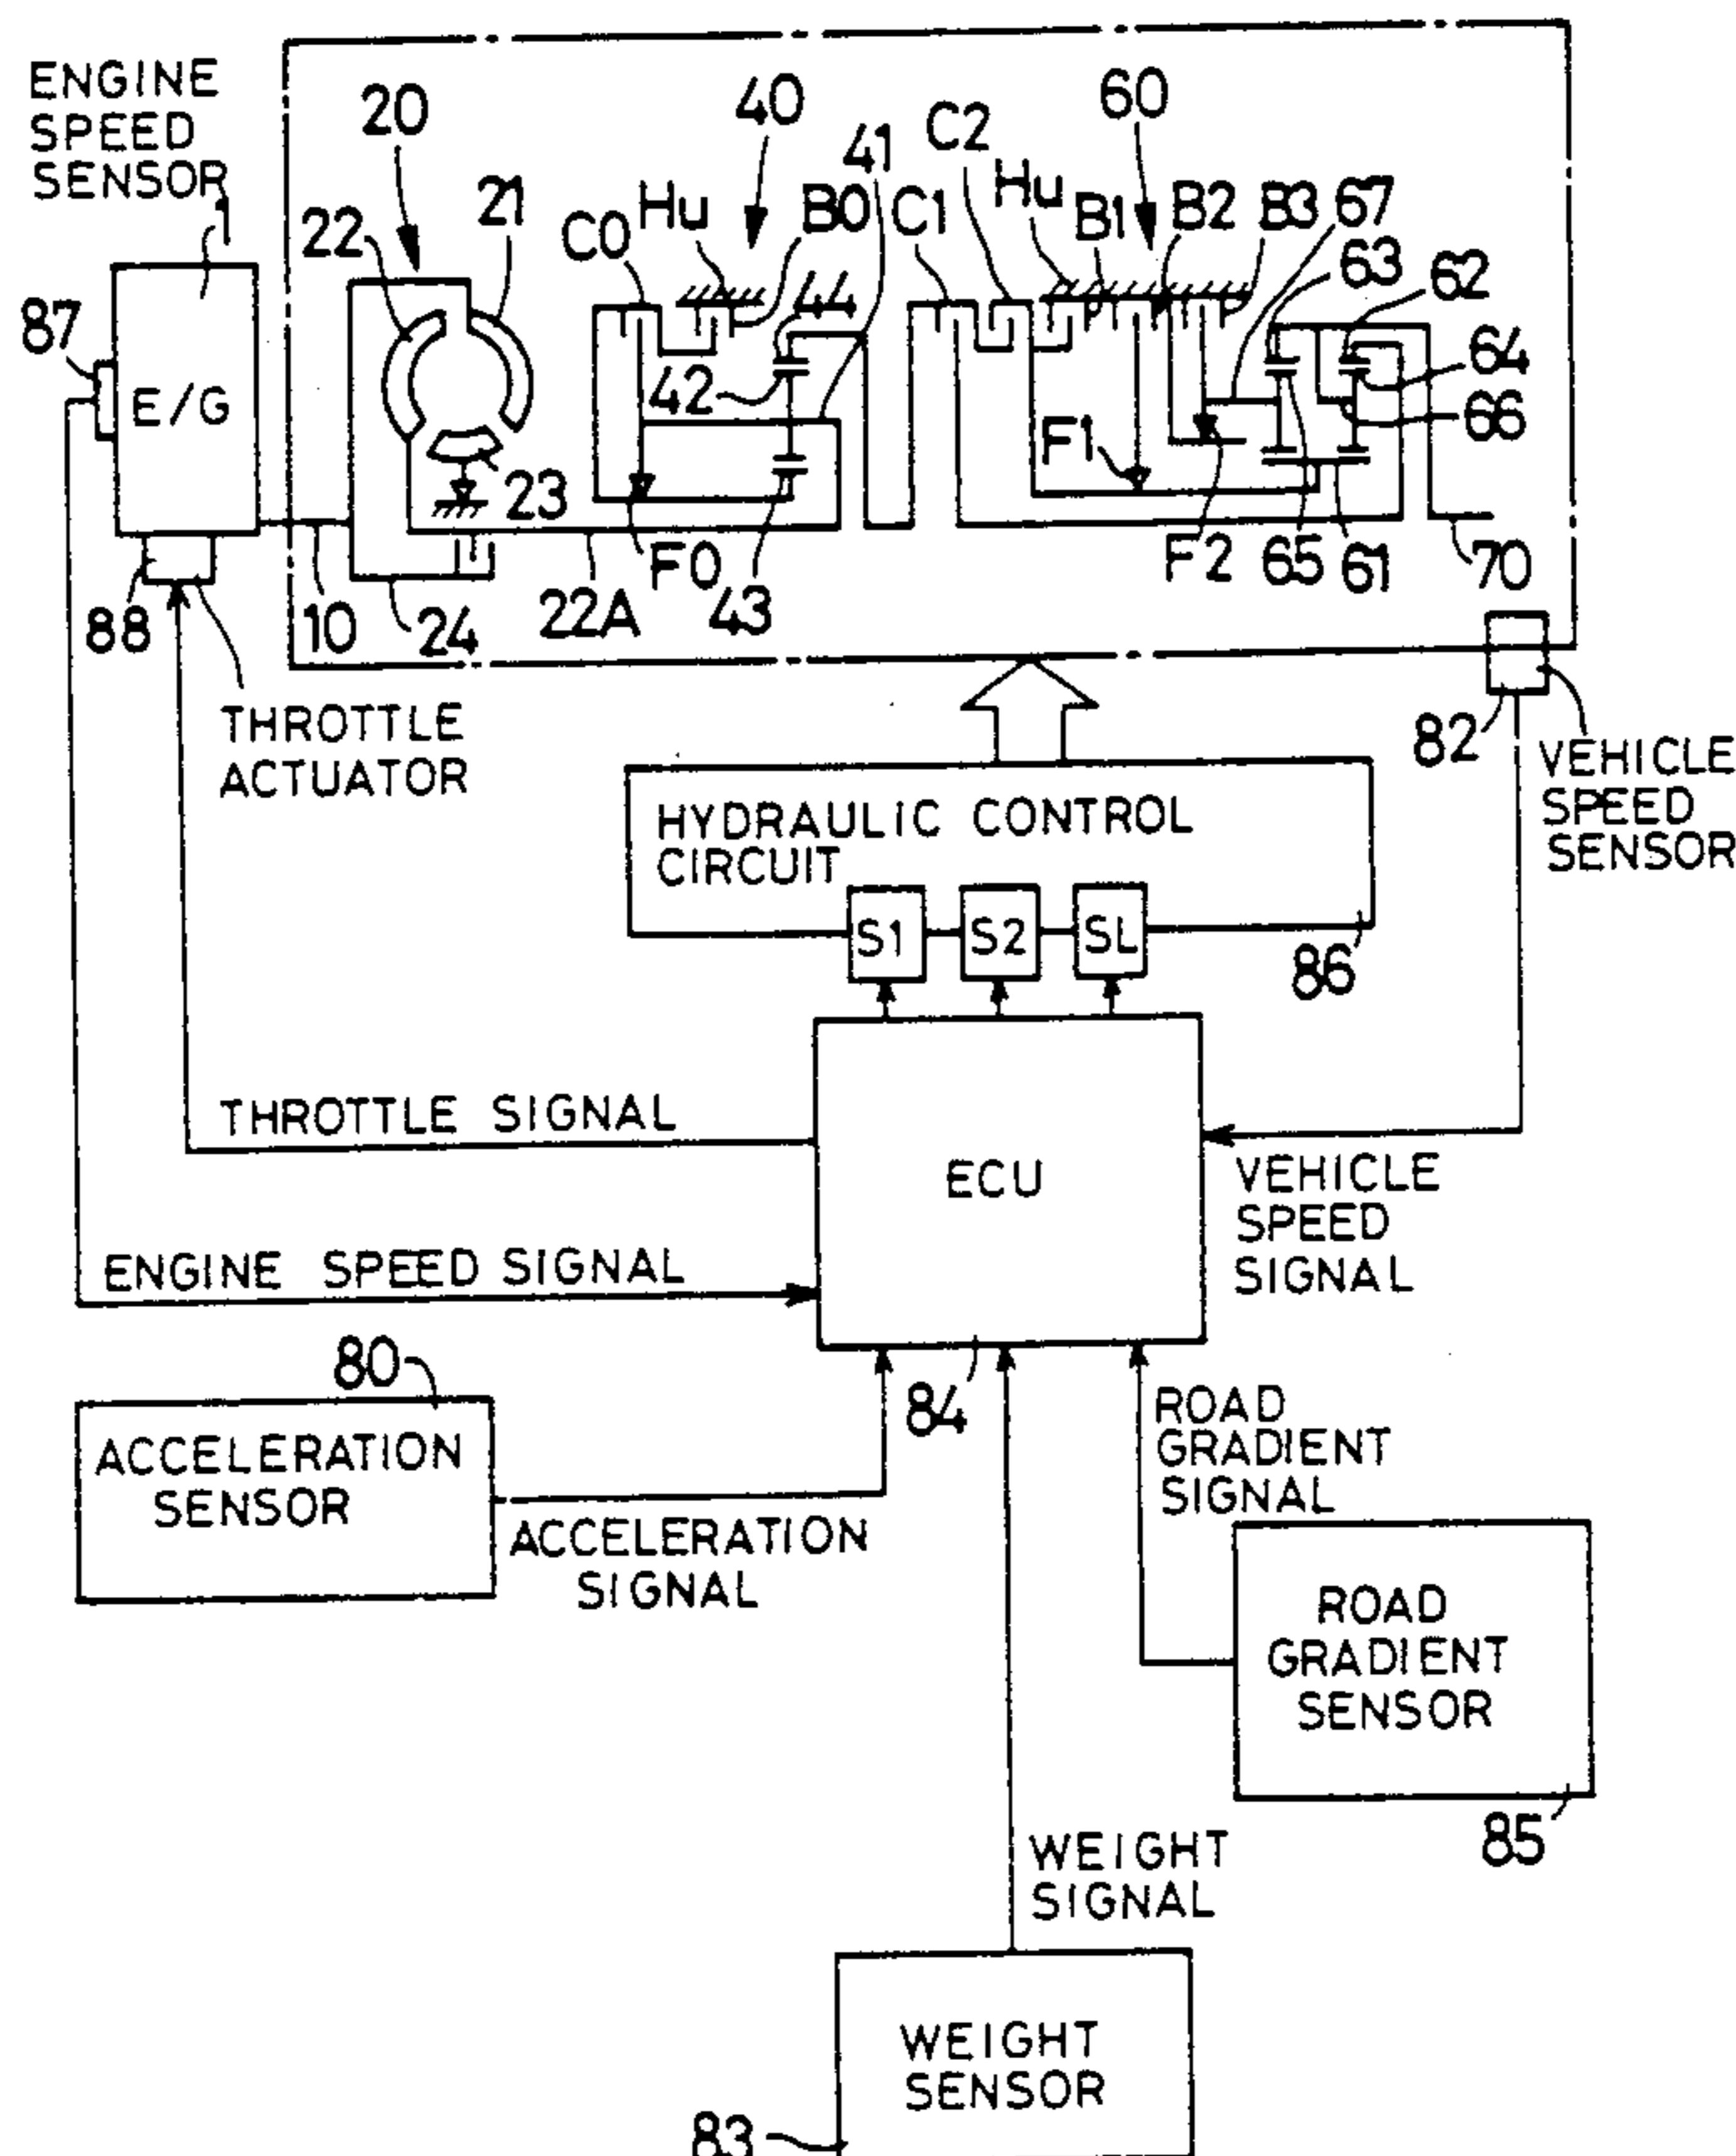 ENGINE
SPEED
SENSOR
1
20
22
21
C0
Hu
40
B0
41
C1
C2
Hu
B1
60
B2
B3
67
63
62
44
42
64
66
87
E/G
23
F1
F0
43
22A
F2
65
61
70
88
10
24
THROTTLE
ACTUATOR
82
VEHICLE
SPEED
SENSOR
HYDRAULIC CONTROL
CIRCUIT
S1
S2
SL
86
THROTTLE SIGNAL
ECU
VEHICLE
SPEED
SIGNAL
ENGINE SPEED SIGNAL
80
84
ACCELERATION
SENSOR
ACCELERATION
SIGNAL
ROAD
GRADIENT
SIGNAL
ROAD
GRADIENT
SENSOR
85
WEIGHT
SIGNAL
WEIGHT
SENSOR
83